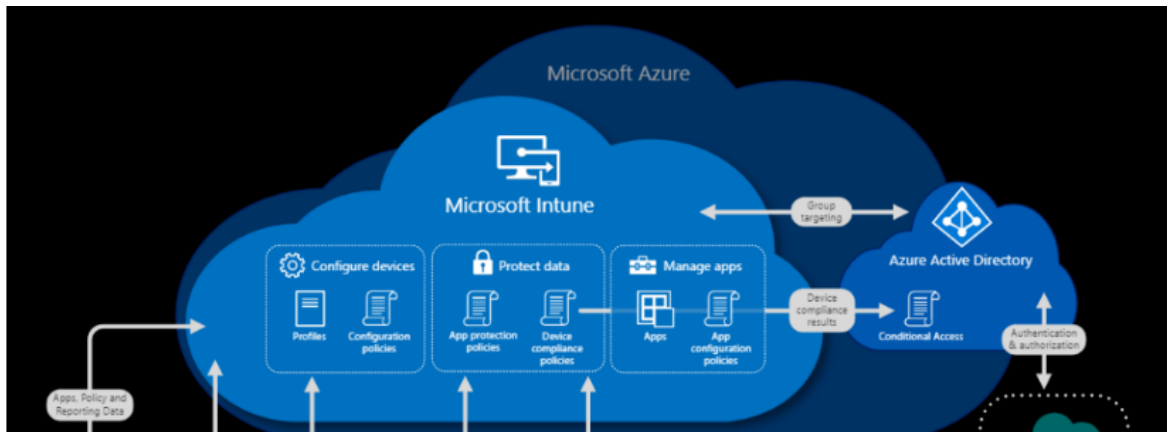 Microsoft Azure
Microsoft Intune
Group
targeting
Azure Active Directory
Configure devices
Protect data
Manage apps
Profiles
Configuration
policies
App protection
policies
Device
compliance
policies
Apps
App
configuration
policies
Device
compliance
results
Conditional Access
Authentication
& authorization
Apps, Policy and
Reporting Data